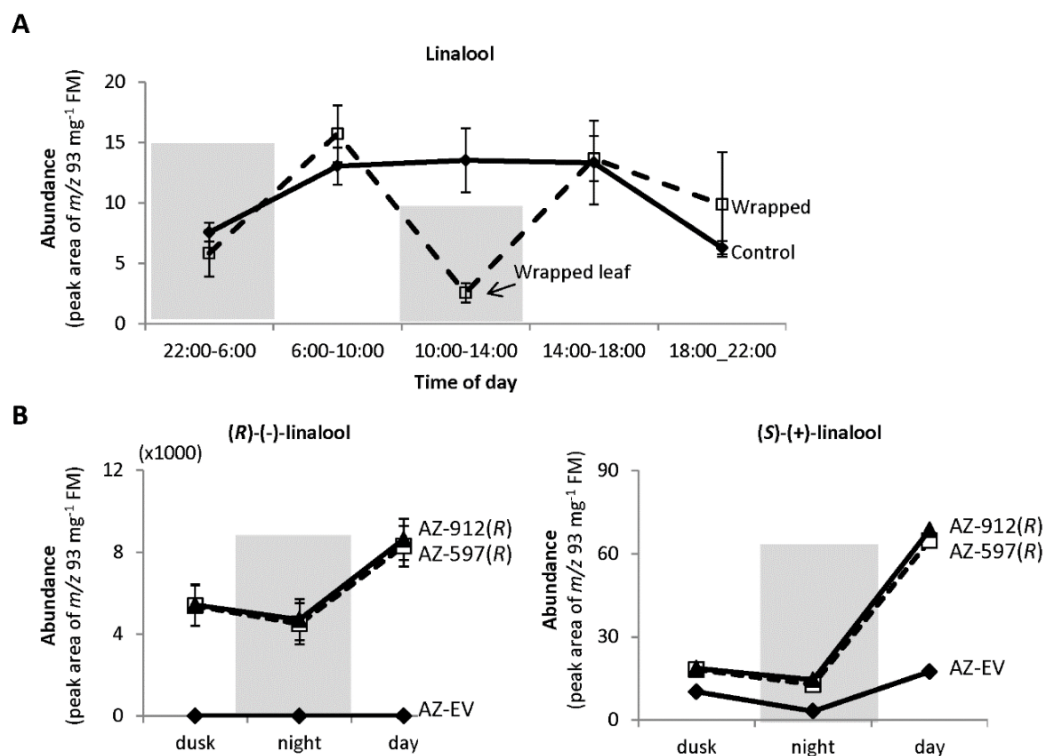 A
Linalool
Abundance
(peak area of m/z 93 mg⁻¹ FM)
20
15
10
5
0
Wrapped
Control
Wrapped leaf
22:00-6:00 6:00-10:00 10:00-14:00 14:00-18:00 18:00_22:00
Time of day
B
(R)-(-)-linalool
(x1000)
Abundance
(peak area of m/z 93 mg⁻¹ FM)
12
8
4
0
AZ-912(R)
AZ-597(R)
AZ-EV
dusk night day
(S)-(+)-linalool
Abundance
(peak area of m/z 93 mg⁻¹ FM)
90
60
30
0
AZ-912(R)
AZ-597(R)
AZ-EV
dusk night day